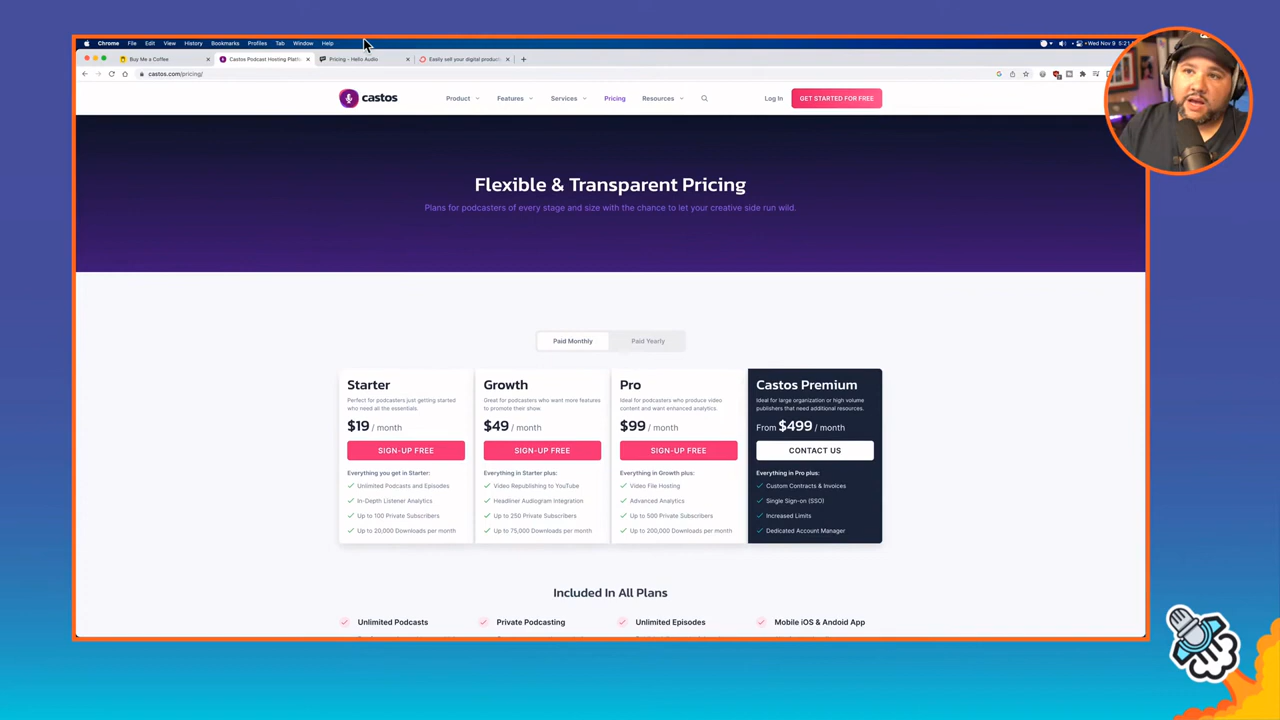 Chrome File Edit View History Bookmarks Profiles Tab Window Help
Wed Nov 9 5:21
Buy Me a Coffee
Castos Podcast Hosting Platf
Pricing - Hello Audio
Easily sell your digital product
castos.com/pricing/
castos
Product
Features
Services
Pricing
Resources
Log In
GET STARTED FOR FREE
Flexible & Transparent Pricing
Plans for podcasters of every stage and size with the chance to let your creative side run wild.
Paid Monthly
Paid Yearly
Starter
Perfect for podcasters just getting started
who need all the essentials.
$19 / month
SIGN-UP FREE
Everything you get in Starter:
Unlimited Podcasts and Episodes
In-Depth Listener Analytics
Up to 100 Private Subscribers
Up to 20,000 Downloads per month
Growth
Great for podcasters who want more features
to promote their show.
$49 / month
SIGN-UP FREE
Everything in Starter plus:
Video Republishing to YouTube
Headliner Audiogram Integration
Up to 250 Private Subscribers
Up to 75,000 Downloads per month
Pro
Ideal for podcasters who produce video
content and want enhanced analytics.
$99 / month
SIGN-UP FREE
Everything in Growth plus:
Video File Hosting
Advanced Analytics
Up to 500 Private Subscribers
Up to 200,000 Downloads per month
Castos Premium
Ideal for large organization or high volume
publishers that need additional resources.
From $499 / month
CONTACT US
Everything in Pro plus:
Custom Contracts & Invoices
Single Sign-on (SSO)
Increased Limits
Dedicated Account Manager
Included In All Plans
Unlimited Podcasts
Private Podcasting
Unlimited Episodes
Mobile iOS & Andoid App